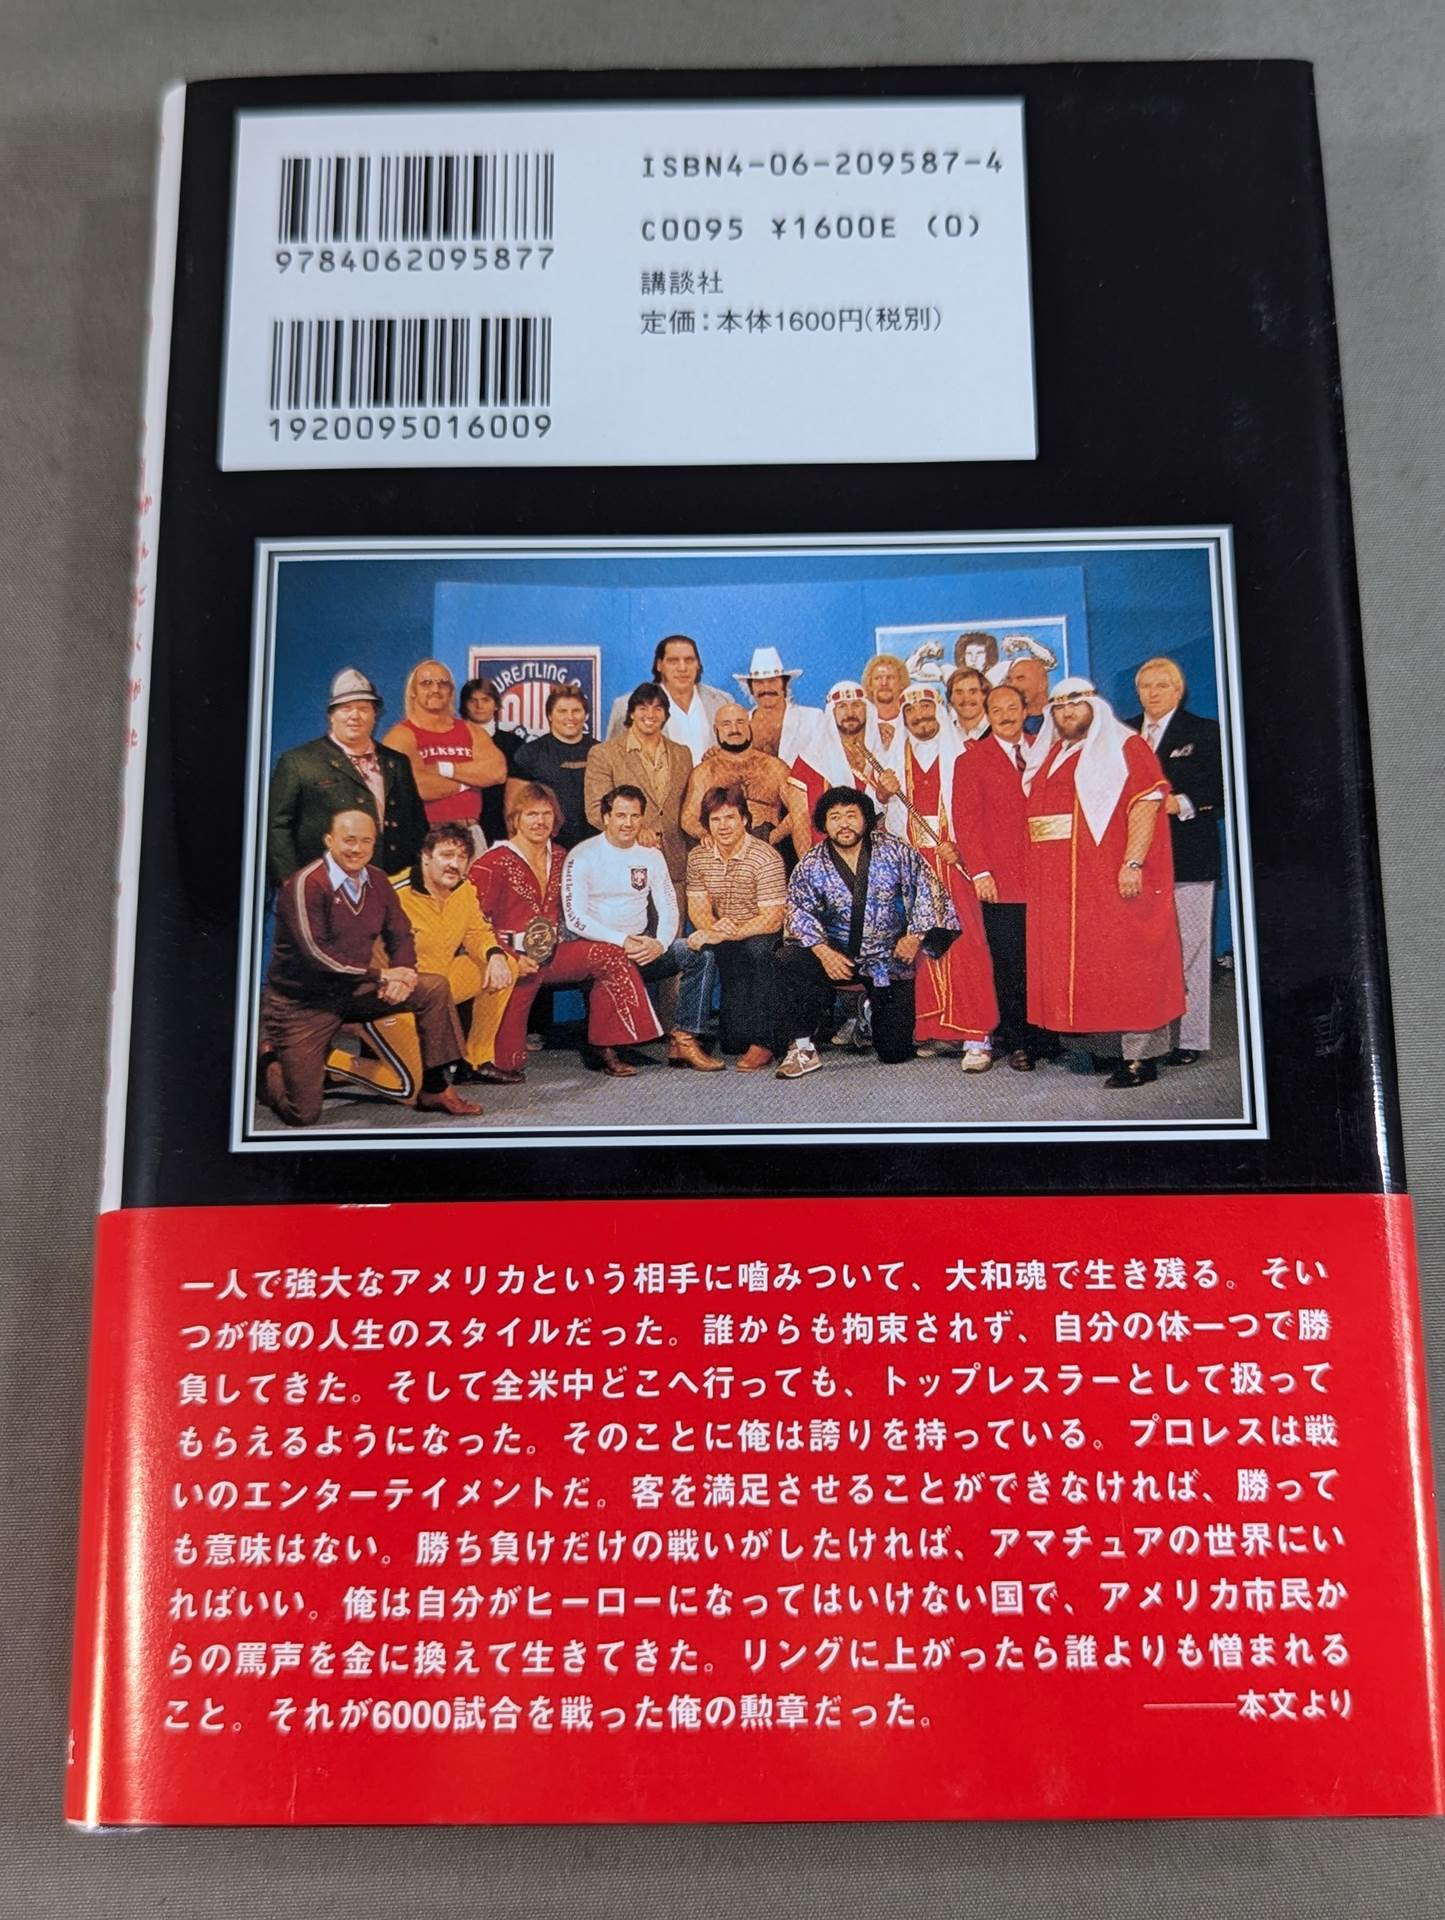 ISBN4-06-209587-4
C0095 ¥1600E (0)
講談社
定価：本体1600円(税別)
9784062095877
1920095016009
WRESTLING
ULKSTE
Battle Royal '83
一人で強大なアメリカという相手に嚙みついて、大和魂で生き残る。そい
つが俺の人生のスタイルだった。誰からも拘束されず、自分の体一つで勝
負してきた。そして全米中どこへ行っても、トップレスラーとして扱って
もらえるようになった。そのことに俺は誇りを持っている。プロレスは戦
いのエンターテイメントだ。客を満足させることができなければ、勝って
も意味はない。勝ち負けだけの戦いがしたければ、アマチュアの世界にい
ればいい。俺は自分がヒーローになってはいけない国で、アメリカ市民か
らの罵声を金に換えて生きてきた。リングに上がったら誰よりも憎まれる
こと。それが6000試合を戦った俺の勲章だった。 ―――本文より